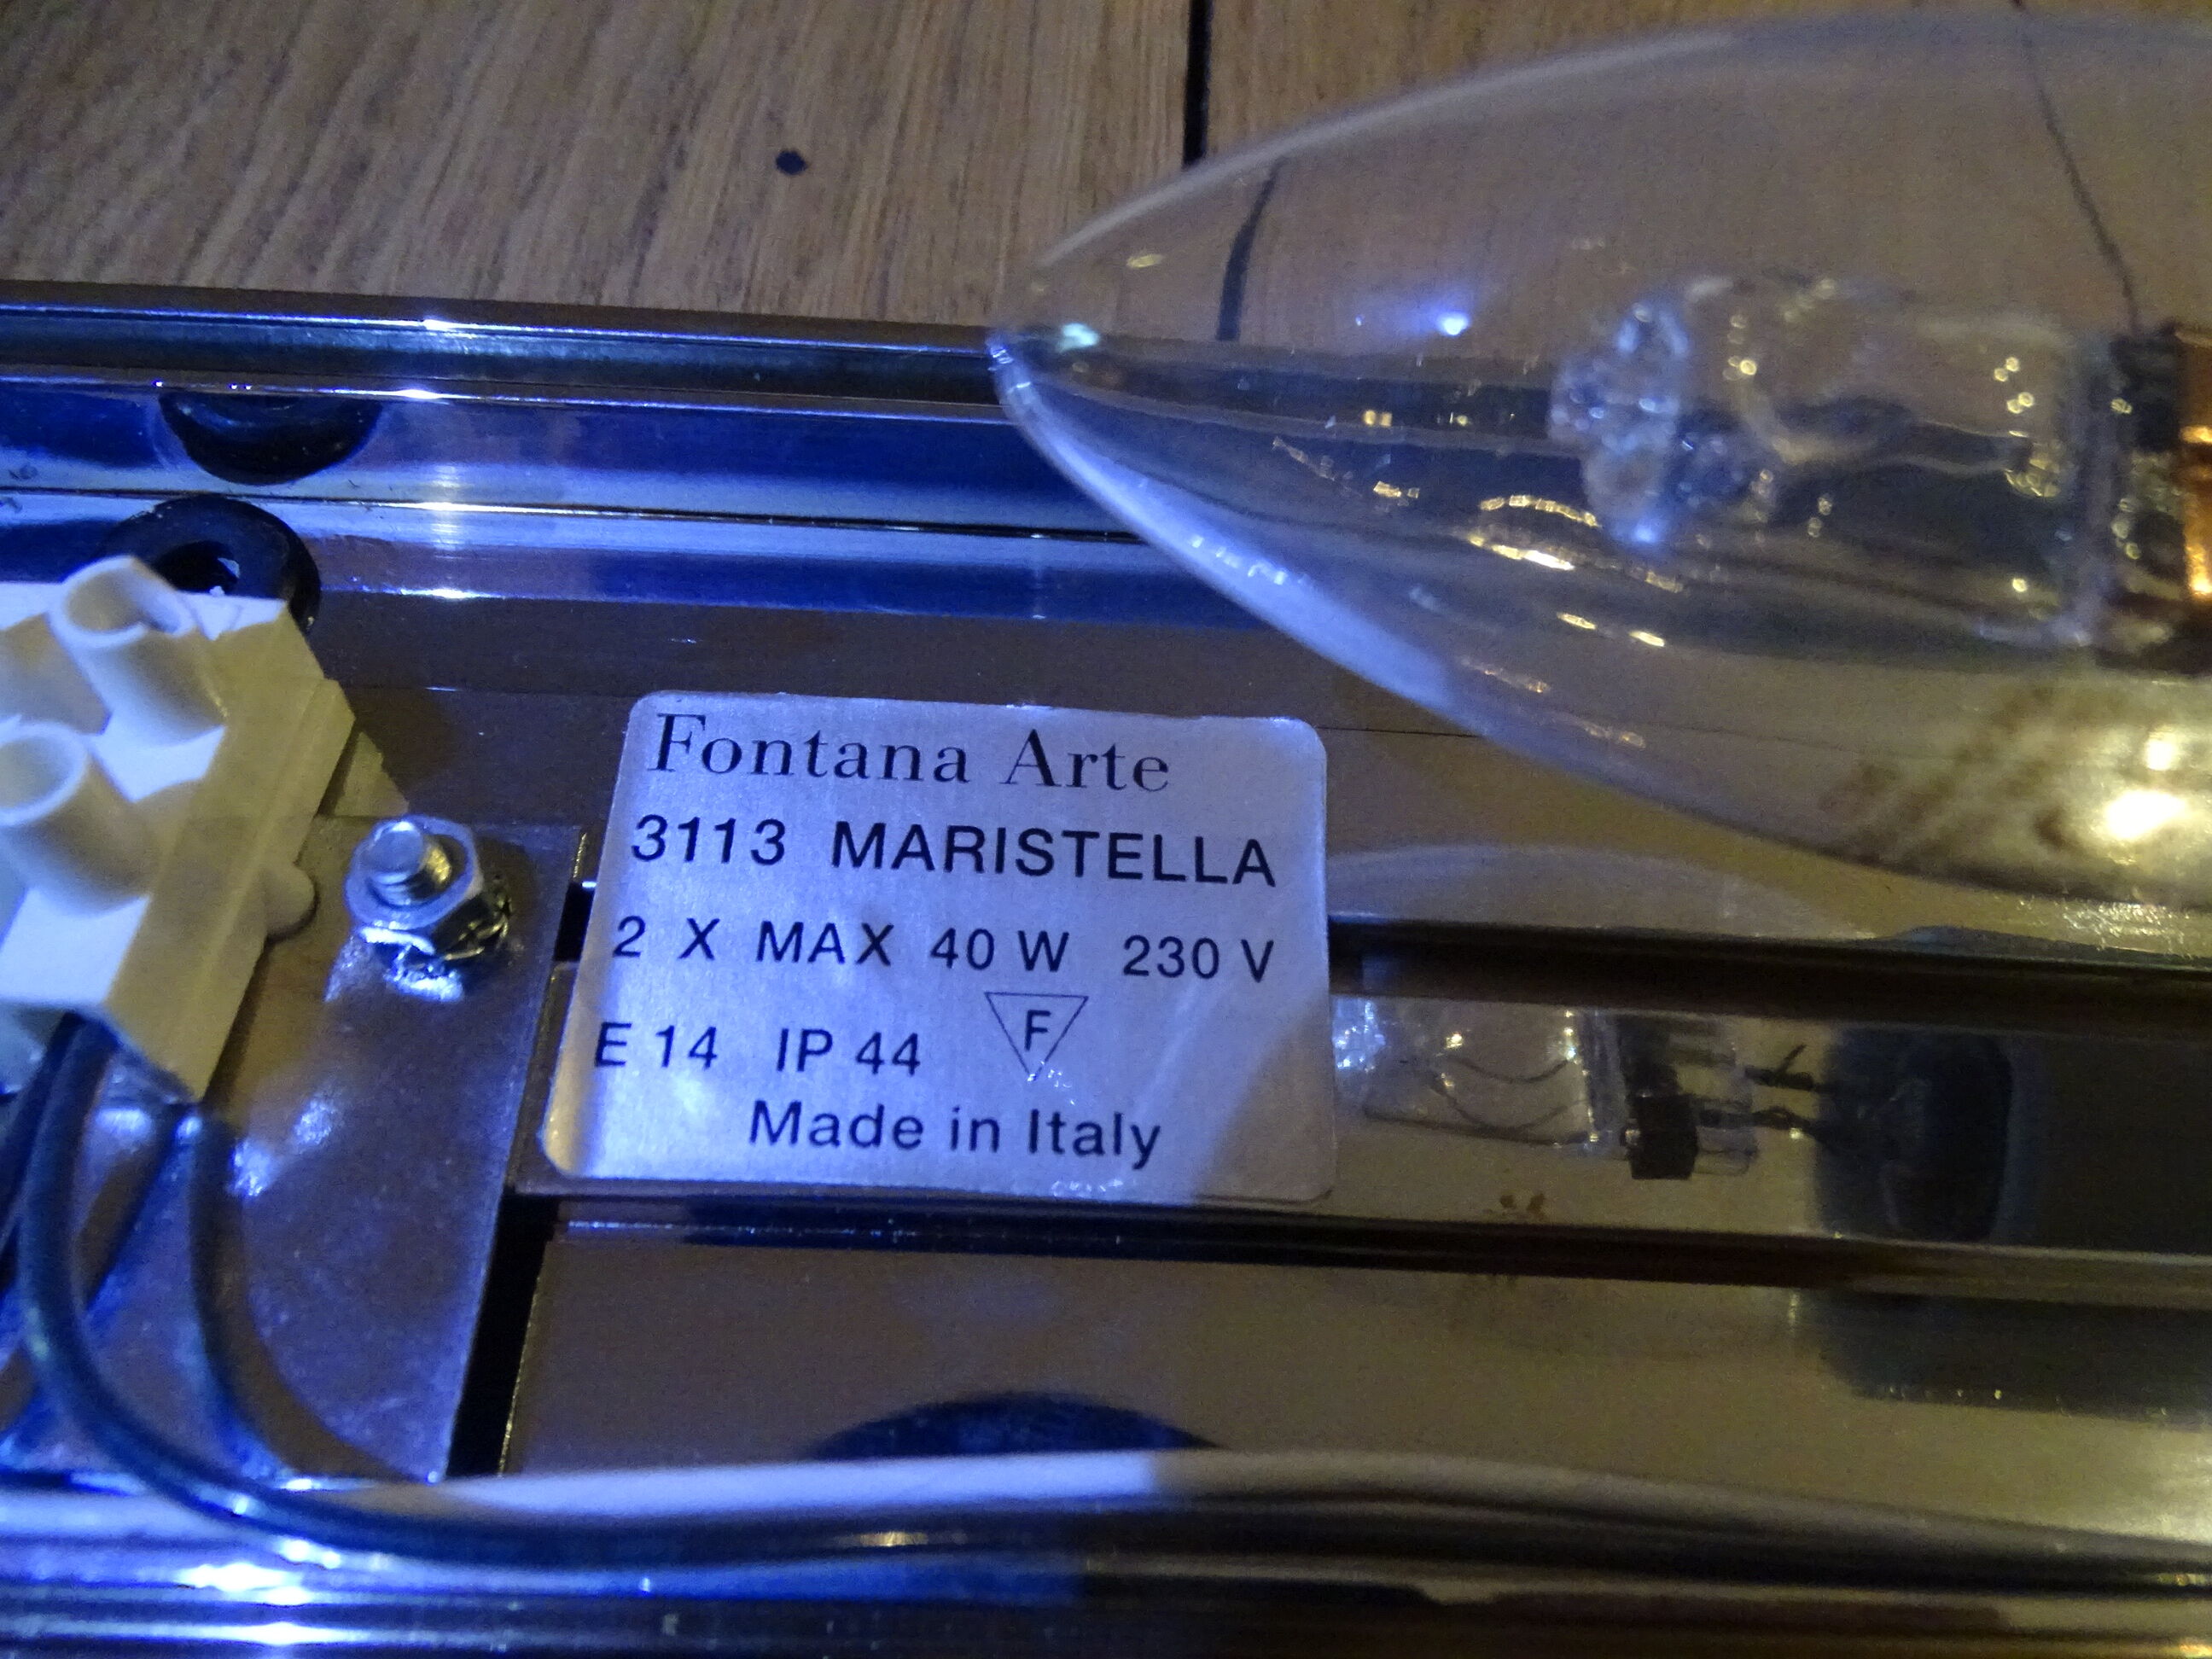 Fontana Arte
3113 MARISTELLA
2 X MAX 40 W 230 V
E 14 IP 44 F
Made in Italy